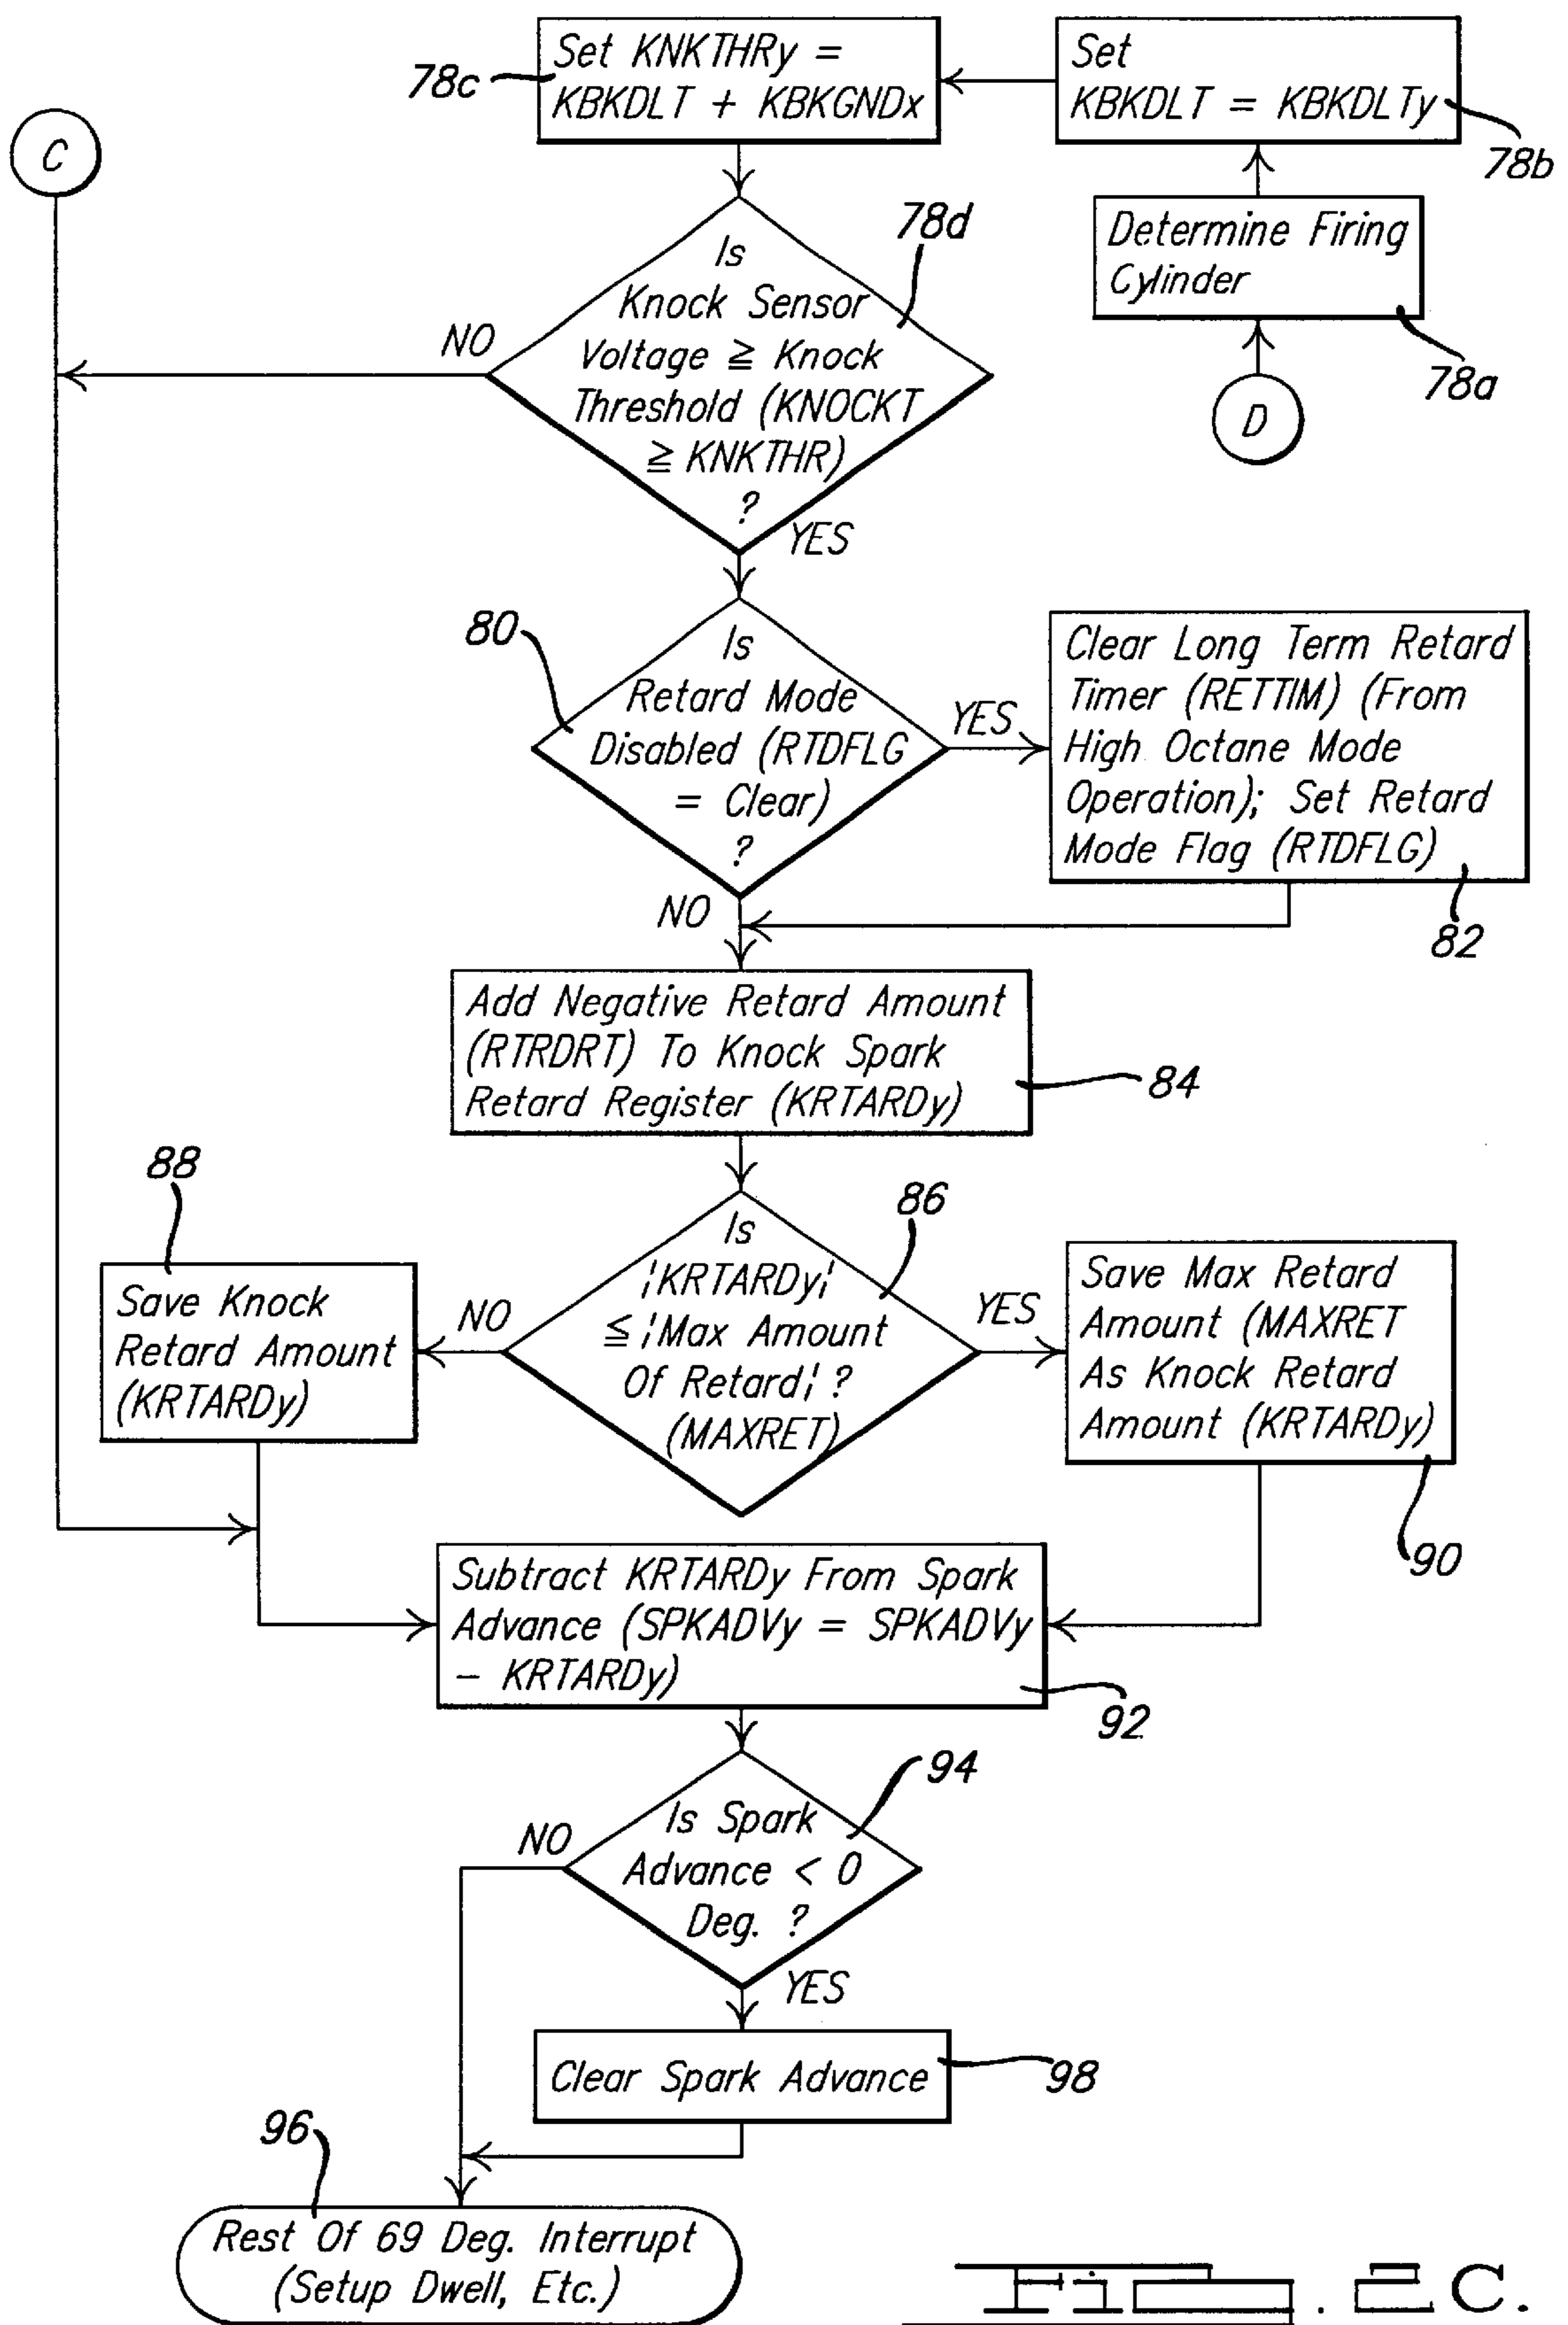 Set KNKTHRy =
KBKDLT + KBKGNDx
78c
Set
KBKDLT = KBKDLTy
78b
C
Determine Firing
Cylinder
78a
D
78d
Is
Knock Sensor
Voltage ≧ Knock
Threshold (KNOCKT
≧ KNKTHR)
?
NO
YES
80
Is
Retard Mode
Disabled (RTDFLG
= Clear)
?
YES
NO
Clear Long Term Retard
Timer (RETTIM) (From
High Octane Mode
Operation); Set Retard
Mode Flag (RTDFLG)
82
Add Negative Retard Amount
(RTRDRT) To Knock Spark
Retard Register (KRTARDy)
84
88
86
Is
¦KRTARDy¦
≦ ¦Max Amount
Of Retard¦ ?
(MAXRET)
NO
YES
Save Knock
Retard Amount
(KRTARDy)
Save Max Retard
Amount (MAXRET
As Knock Retard
Amount (KRTARDy)
90
Subtract KRTARDy From Spark
Advance (SPKADVy = SPKADVy
– KRTARDy)
92
94
Is Spark
Advance < 0
Deg. ?
NO
YES
Clear Spark Advance
98
96
Rest Of 69 Deg. Interrupt
(Setup Dwell, Etc.)
FIG. 2C.